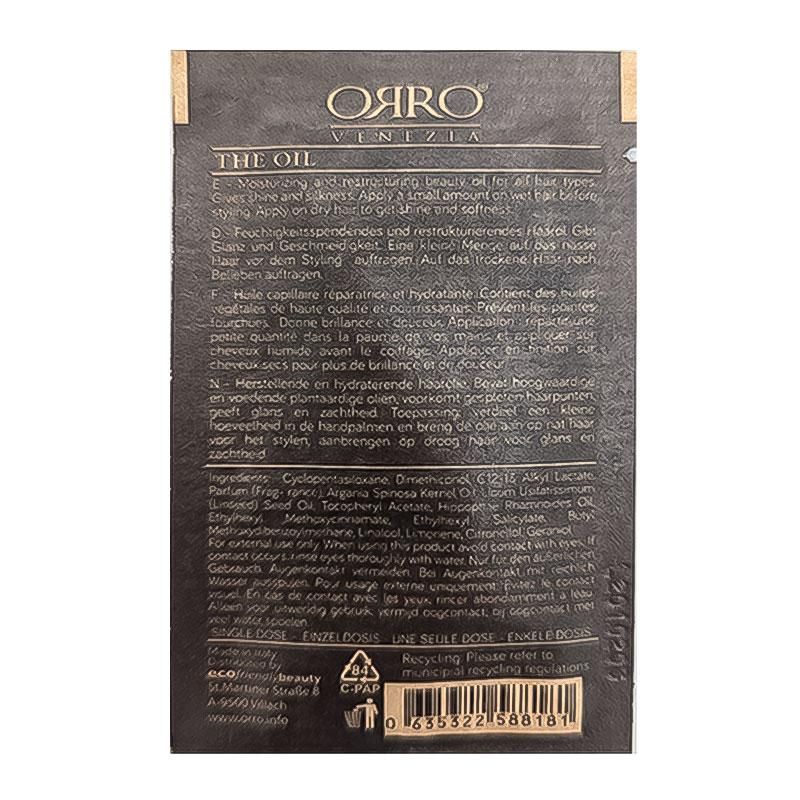 OЯRO®
VENEZIA
THE OIL
E - Moisturizing and restructuring beauty oil for all hair types.
Gives shine and silkness. Apply a small amount on wet hair before
styling. Apply on dry hair to get shine and softness.
D - Feuchtigkeitsspendendes und restrukturierendes Haaröl. Gibt
Glanz und Geschmeidigkeit. Eine kleine Menge auf das nasse
Haar vor dem Styling auftragen. Auf das trockene Haar nach
Belieben auftragen.
F - Huile capillaire réparatrice et hydratante. Contient des huiles
végétales de haute qualité et nourrissantes. Prévient les pointes
fourchues. Donne brillance et douceur. Application: répartir une
petite quantité dans la paume de vos mains et appliquer sur
cheveux humide avant le coiffage. Appliquer en finition sur
cheveux secs pour plus de brillance et de douceur.
N - Herstellende en hydraterende haarolie. Bevat hoogwaardige
en voedende plantaardige oliën, voorkomt gespleten haarpunten,
geeft glans en zachtheid. Toepassing: verdeel een kleine
hoeveelheid in de handpalmen en breng de olie aan op nat haar
voor het stylen, aanbrengen op droog haar voor glans en
zachtheid
Ingredients: Cyclopentasiloxane, Dimethiconol, C12-13 Alkyl Lactate,
Parfum (Frag- rance), Argania Spinosa Kernel Oil, Linum Usitatissimum
(Linseed) Seed Oil, Tocopheryl Acetate, Hippophae Rhamnoides Oil,
Ethylhexyl Methoxycinnamate, Ethylhexyl Salicylate, Butyl
Methoxydibenzoylmethane, Linalool, Limonene, Citronellol, Geraniol
For external use only. When using this product avoid contact with eyes. If
contact occurs, rinse eyes thoroughly with water. Nur für den äußerlichen
Gebrauch. Augenkontakt vermeiden. Bei Augenkontakt mit reichlich
Wasser ausspülen. Pour usage externe uniquement. Évitez le contact
visuel. En cas de contact avec les yeux, rincer abondamment à l'eau
Alleen voor uitwendig gebruik, vermijd oogcontact, bij oogcontact met
veel water spoelen.
SINGLE DOSE - EINZELDOSIS UNE SEULE DOSE - ENKELE DOSIS
Made in Italy
Distributed by
ecofriendlybeauty
St.Martiner Straße 8
A-9500 Villach
www.orro.info
84
C-PAP
Recycling: Please refer to
municipial recycling regulations
0 635322 588181